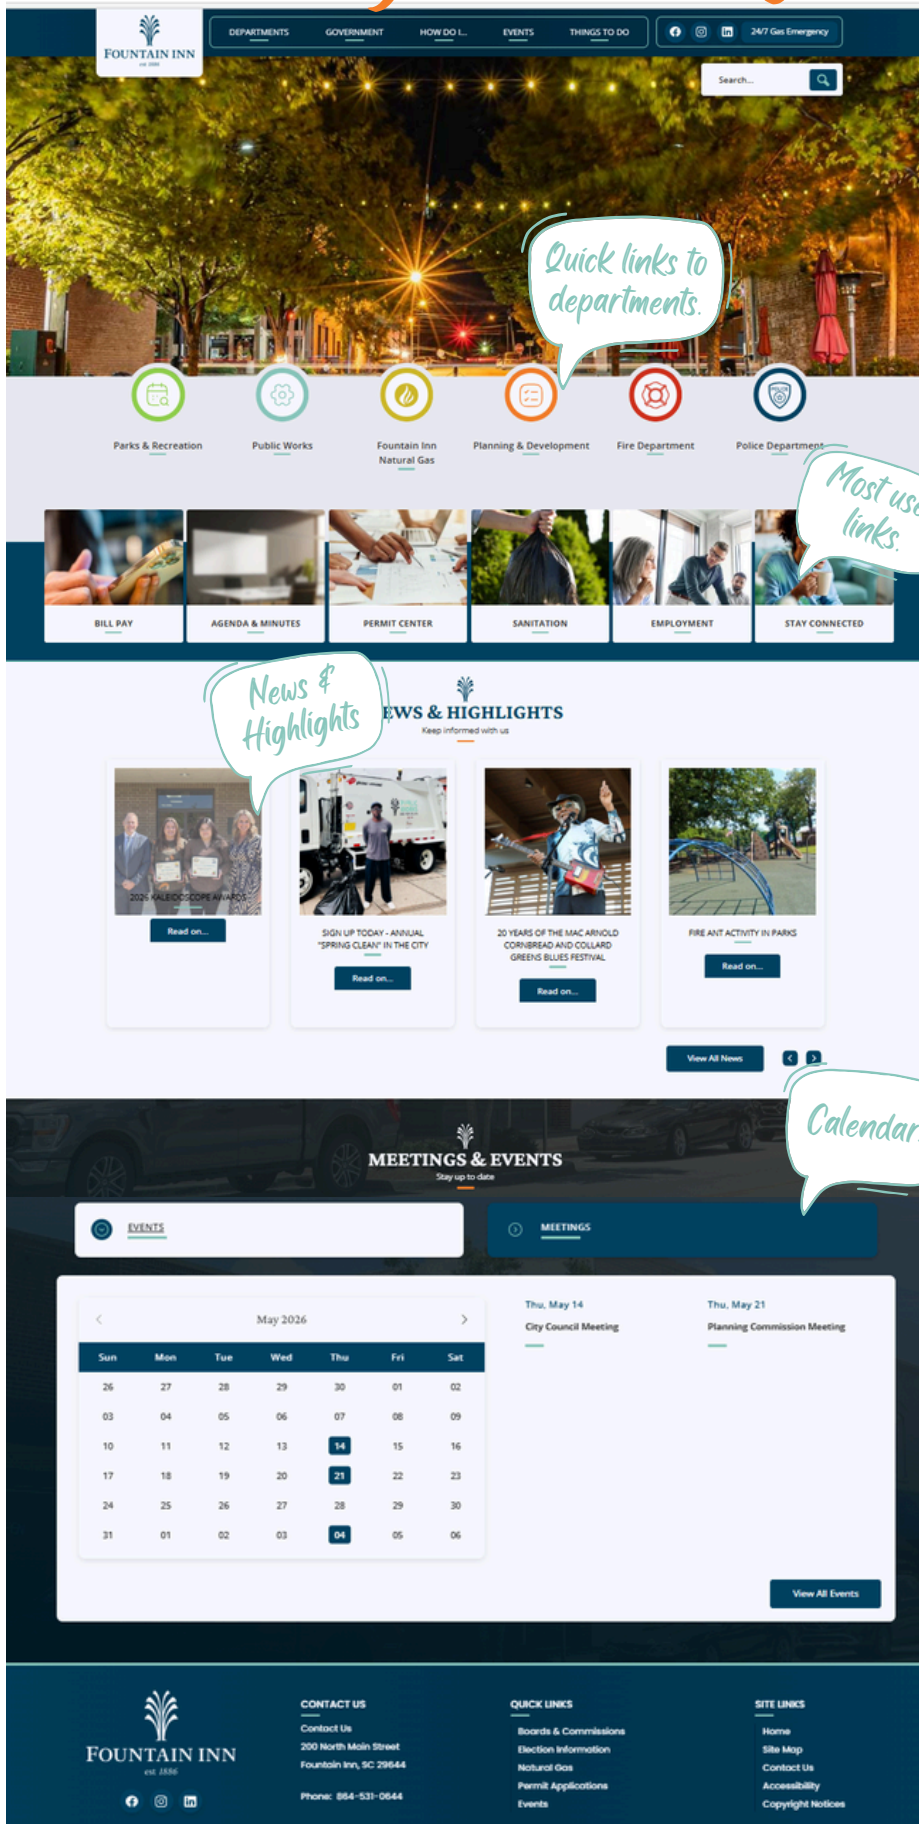 FOUNTAIN INN
est 1886
DEPARTMENTS
GOVERNMENT
HOW DO I...
EVENTS
THINGS TO DO
24/7 Gas Emergency
Search...
Quick links to
departments.
Parks & Recreation
Public Works
Fountain Inn
Natural Gas
Planning & Development
Fire Department
Police Department
POLICE
Most use
links.
BILL PAY
AGENDA & MINUTES
PERMIT CENTER
SANITATION
EMPLOYMENT
STAY CONNECTED
News &
Highlights
EWS & HIGHLIGHTS
Keep informed with us
2026 KALEIDOSCOPE AWARDS
Read on...
SIGN UP TODAY - ANNUAL
"SPRING CLEAN" IN THE CITY
Read on...
20 YEARS OF THE MAC ARNOLD
CORNBREAD AND COLLARD
GREENS BLUES FESTIVAL
Read on...
FIRE ANT ACTIVITY IN PARKS
Read on...
View All News
Calendar.
MEETINGS & EVENTS
Stay up to date
EVENTS
MEETINGS
May 2026
Sun Mon Tue Wed Thu Fri Sat
26 27 28 29 30 01 02
03 04 05 06 07 08 09
10 11 12 13 14 15 16
17 18 19 20 21 22 23
24 25 26 27 28 29 30
31 01 02 03 04 05 06
Thu, May 14
City Council Meeting
Thu, May 21
Planning Commission Meeting
View All Events
FOUNTAIN INN
est 1886
CONTACT US
Contact Us
200 North Main Street
Fountain Inn, SC 29644
Phone: 864-531-0644
QUICK LINKS
Boards & Commissions
Election Information
Natural Gas
Permit Applications
Events
SITE LINKS
Home
Site Map
Contact Us
Accessibility
Copyright Notices